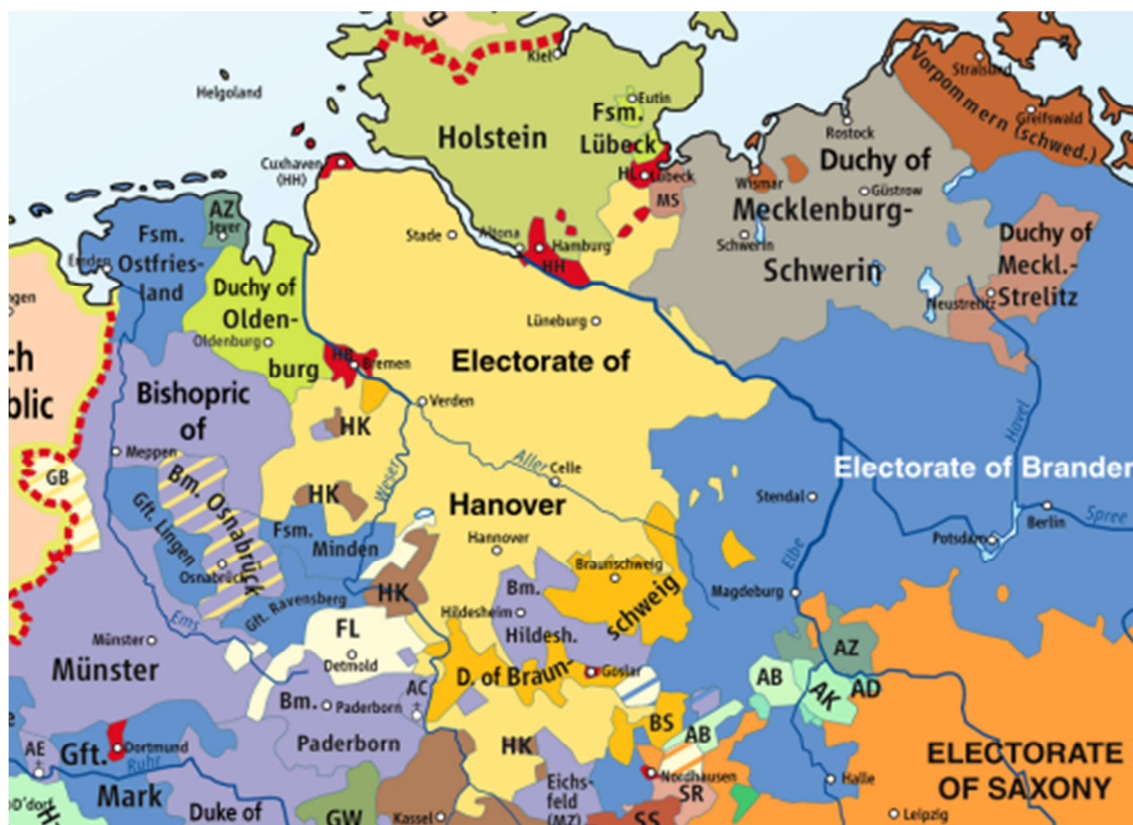 Kiel
Stralsund
Vorpommern (schwed.)
Greifswald
Helgoland
Eutin
Fsm.
Lübeck
Holstein
Rostock
Duchy of
Mecklenburg-
Schwerin
Cuxhaven
(HH)
HL
Lübeck
Wismar
Güstrow
MS
Schwerin
AZ
Jever
Fsm.
Ostfries-
land
Emden
Stade
Altona
Hamburg
HH
Duchy of
Meckl.-
Strelitz
Neustrelitz
Duchy of
Olden-
burg
Oldenburg
Lüneburg
HB
Bremen
Electorate of
Hanover
ch
blic
Bishopric
of
Münster
Verden
HK
Meppen
GB
Weser
Aller
Celle
Havel
Electorate of Branden
Bm. Osnabrück
Gft. Lingen
HK
Stendal
Fsm.
Minden
Hannover
Berlin
Spree
Potsdam
Osnabrück
Elbe
Braunschweig
Bm.
Hildesh.
Hildesheim
schweig
HK
Magdeburg
Gft. Ravensberg
Ems
FL
Detmold
Münster
AZ
D. of Braun-
Goslar
AB
AK
AD
Bm.
Paderborn
Paderborn
AC
BS
AB
AE
Gft.
Mark
Dortmund
Ruhr
HK
ELECTORATE
OF SAXONY
Nordhausen
Halle
Eichs-
feld
(MZ)
SR
D'dorf
Duke of
GW
Kassel
SS
Leipzig